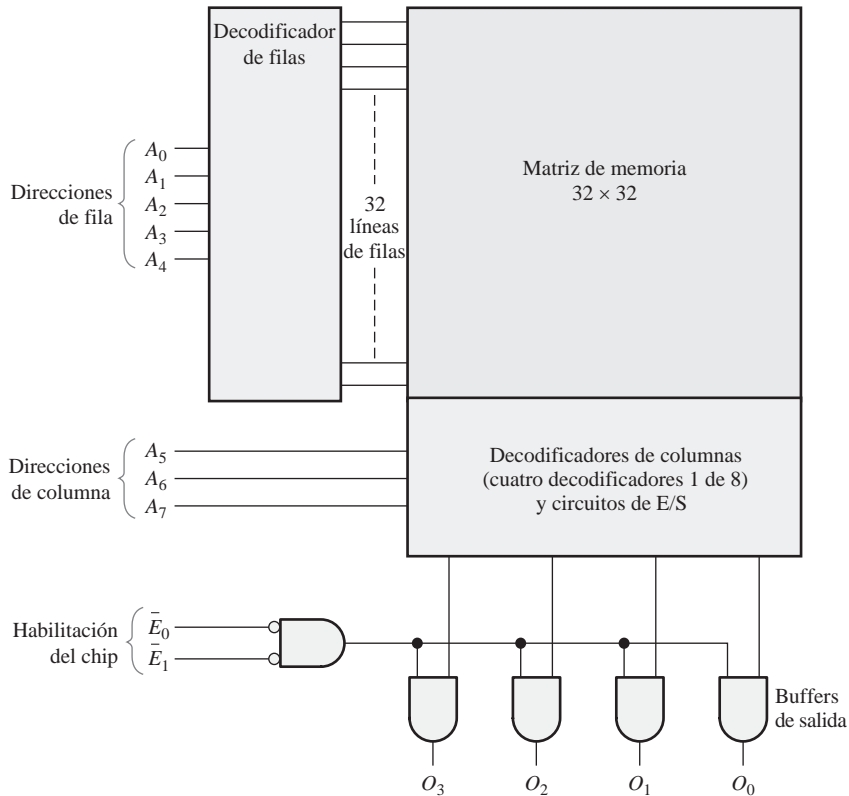 Decodificador
de filas
Matriz de memoria
32 × 32
Direcciones
de fila
A0
A1
A2
A3
A4
32
líneas
de filas
Direcciones
de columna
A5
A6
A7
Decodificadores de columnas
(cuatro decodificadores 1 de 8)
y circuitos de E/S
Habilitación
del chip
Ē0
Ē1
Buffers
de salida
O3
O2
O1
O0